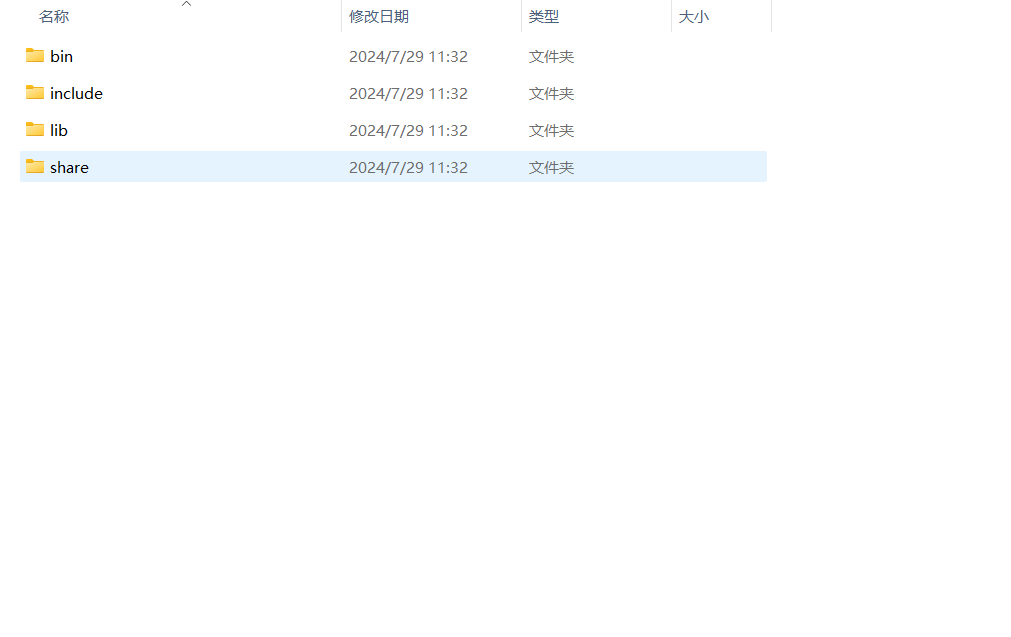 名称 修改日期 类型 大小
bin 2024/7/29 11:32 文件夹
include 2024/7/29 11:32 文件夹
lib 2024/7/29 11:32 文件夹
share 2024/7/29 11:32 文件夹